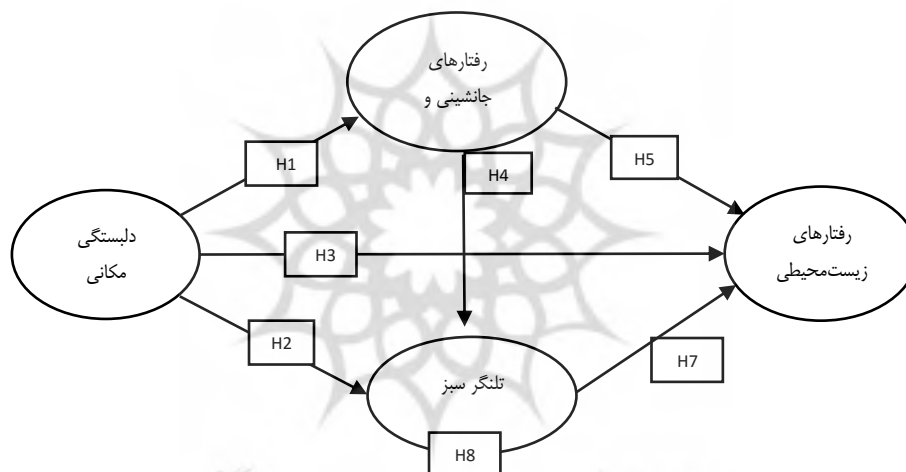 رفتارهای
جانشینی و
H1
H4
H5
دلبستگی
مکانی
H3
رفتارهای
زیست‌محیطی
H2
تلنگر سبز
H7
H8